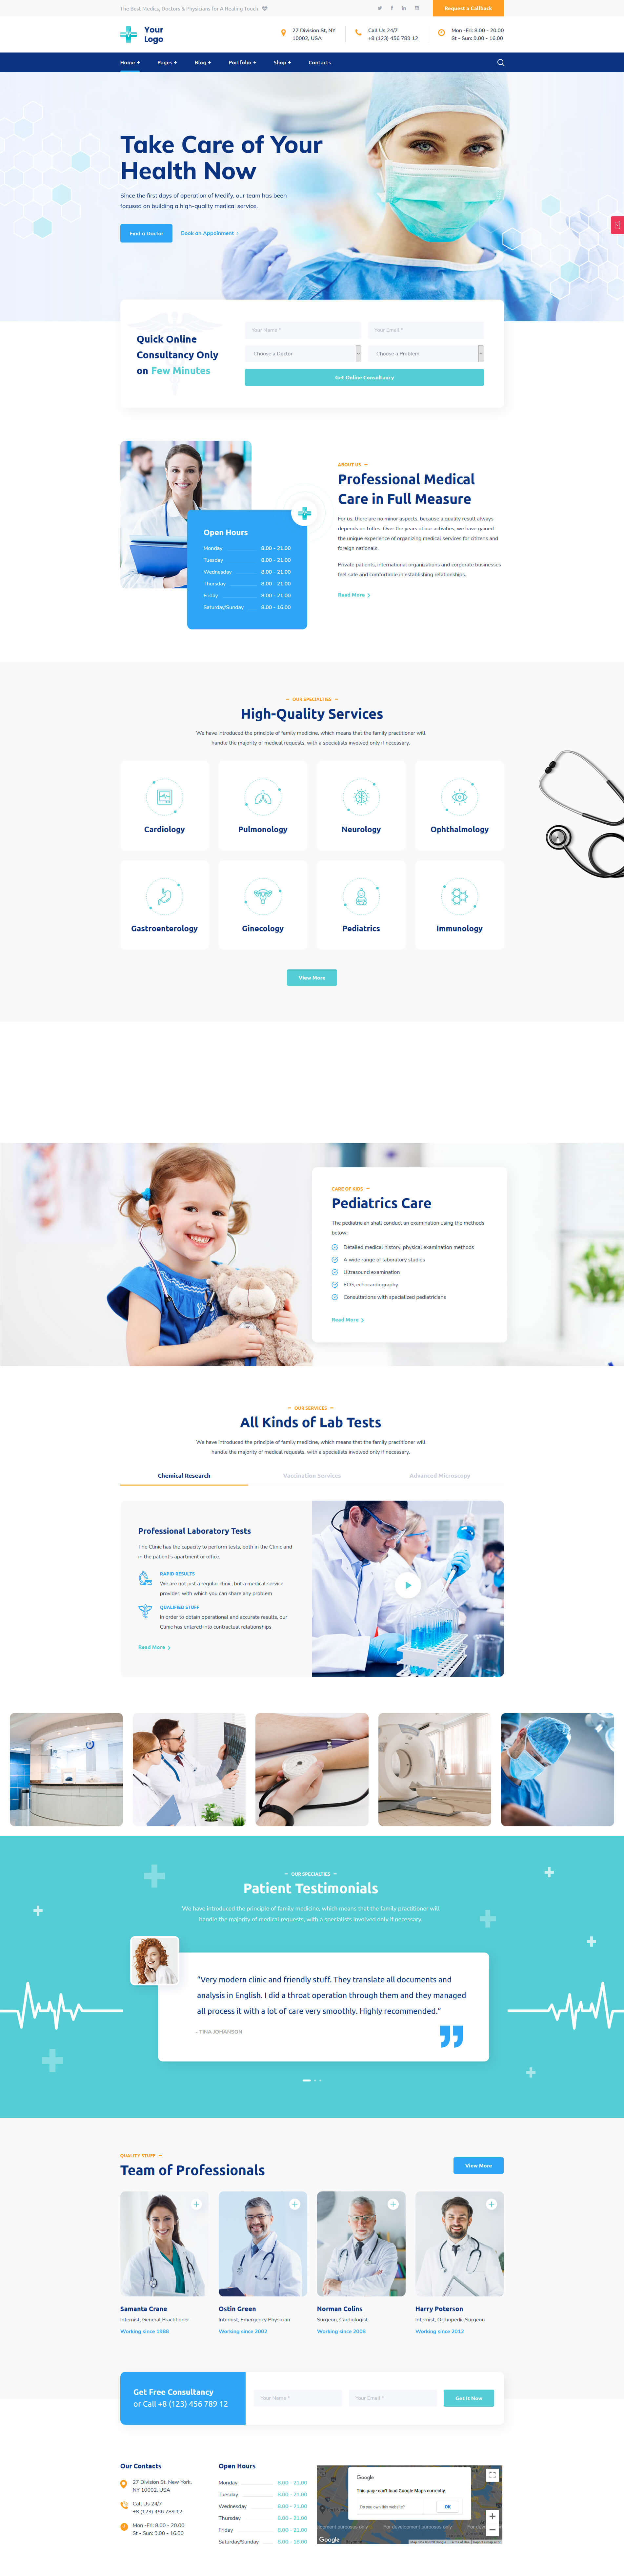 The Best Medics, Doctors & Physicians For A Healing Touch
Request a Callback
Your
Logo
27 Division St, NY
10002, USA
Call Us 24/7
+8 (123) 456 789 12
Mon -Fri: 8.00 - 20.00
St - Sun: 9.00 - 16.00
Home +
Pages +
Blog +
Portfolio +
Shop +
Contacts
Take Care of Your
Health Now
Since the first days of operation of Medify, our team has been
focused on building a high-quality medical service.
Find a Doctor
Book an Appoinment
Quick Online
Consultancy Only
on Few Minutes
Your Name *
Your Email *
Choose a Doctor
Choose a Problem
Get Online Consultancy
ABOUT US
Professional Medical
Care in Full Measure
For us, there are no minor aspects, because a quality result always
depends on trifles. Over the years of our activities, we have gained
the unique experience of organizing medical services for citizens and
foreign nationals.
Private patients, international organizations and corporate businesses
feel safe and comfortable in establishing relationships.
Read More
Open Hours
Monday 8.00 - 21.00
Tuesday 8.00 - 21.00
Wednesday 8.00 - 21.00
Thursday 8.00 - 21.00
Friday 8.00 - 21.00
Saturday/Sunday 8.00 - 16.00
OUR SPECIALTIES
High-Quality Services
We have introduced the principle of family medicine, which means that the family practitioner will
handle the majority of medical requests, with a specialists involved only if necessary.
Cardiology
Pulmonology
Neurology
Ophthalmology
Gastroenterology
Ginecology
Pediatrics
Immunology
View More
CARE OF KIDS
Pediatrics Care
The pediatrician shall conduct an examination using the methods
below:
Detailed medical history, physical examination methods
A wide range of laboratory studies
Ultrasound examination
ECG, echocardiography
Consultations with specialized pediatricians
Read More
OUR SERVICES
All Kinds of Lab Tests
We have introduced the principle of family medicine, which means that the family practitioner will
handle the majority of medical requests, with a specialists involved only if necessary.
Chemical Research
Vaccination Services
Advanced Microscopy
Professional Laboratory Tests
The Clinic has the capacity to perform tests, both in the Clinic and
in the patient's apartment or office.
RAPID RESULTS
We are not just a regular clinic, but a medical service
provider, with which you can share any problem
QUALIFIED STUFF
In order to obtain operational and accurate results, our
Clinic has entered into contractual relationships
Read More
OUR SPECIALTIES
Patient Testimonials
We have introduced the principle of family medicine, which means that the family practitioner will
handle the majority of medical requests, with a specialists involved only if necessary.
"Very modern clinic and friendly stuff. They translate all documents and
analysis in English. I did a throat operation through them and they managed
all process it with a lot of care very smoothly. Highly recommended."
- TINA JOHANSON
QUALITY STUFF
Team of Professionals
View More
Samanta Crane
Internist, General Practitioner
Working since 1988
Ostin Green
Internist, Emergency Physician
Working since 2002
Norman Colins
Surgeon, Cardiologist
Working since 2008
Harry Poterson
Internist, Orthopedic Surgeon
Working since 2012
Get Free Consultancy
or Call +8 (123) 456 789 12
Your Name *
Your Email *
Get It Now
Our Contacts
27 Division St, New York,
NY 10002, USA
Call Us 24/7
+8 (123) 456 789 12
Mon -Fri: 8.00 - 20.00
St - Sun: 9.00 - 16.00
Open Hours
Monday 8.00 - 21.00
Tuesday 8.00 - 21.00
Wednesday 8.00 - 21.00
Thursday 8.00 - 21.00
Friday 8.00 - 21.00
Saturday/Sunday 8.00 - 18.00
Google
This page can't load Google Maps correctly.
Do you own this website?
OK
For development purposes only
Google
Terms of Use